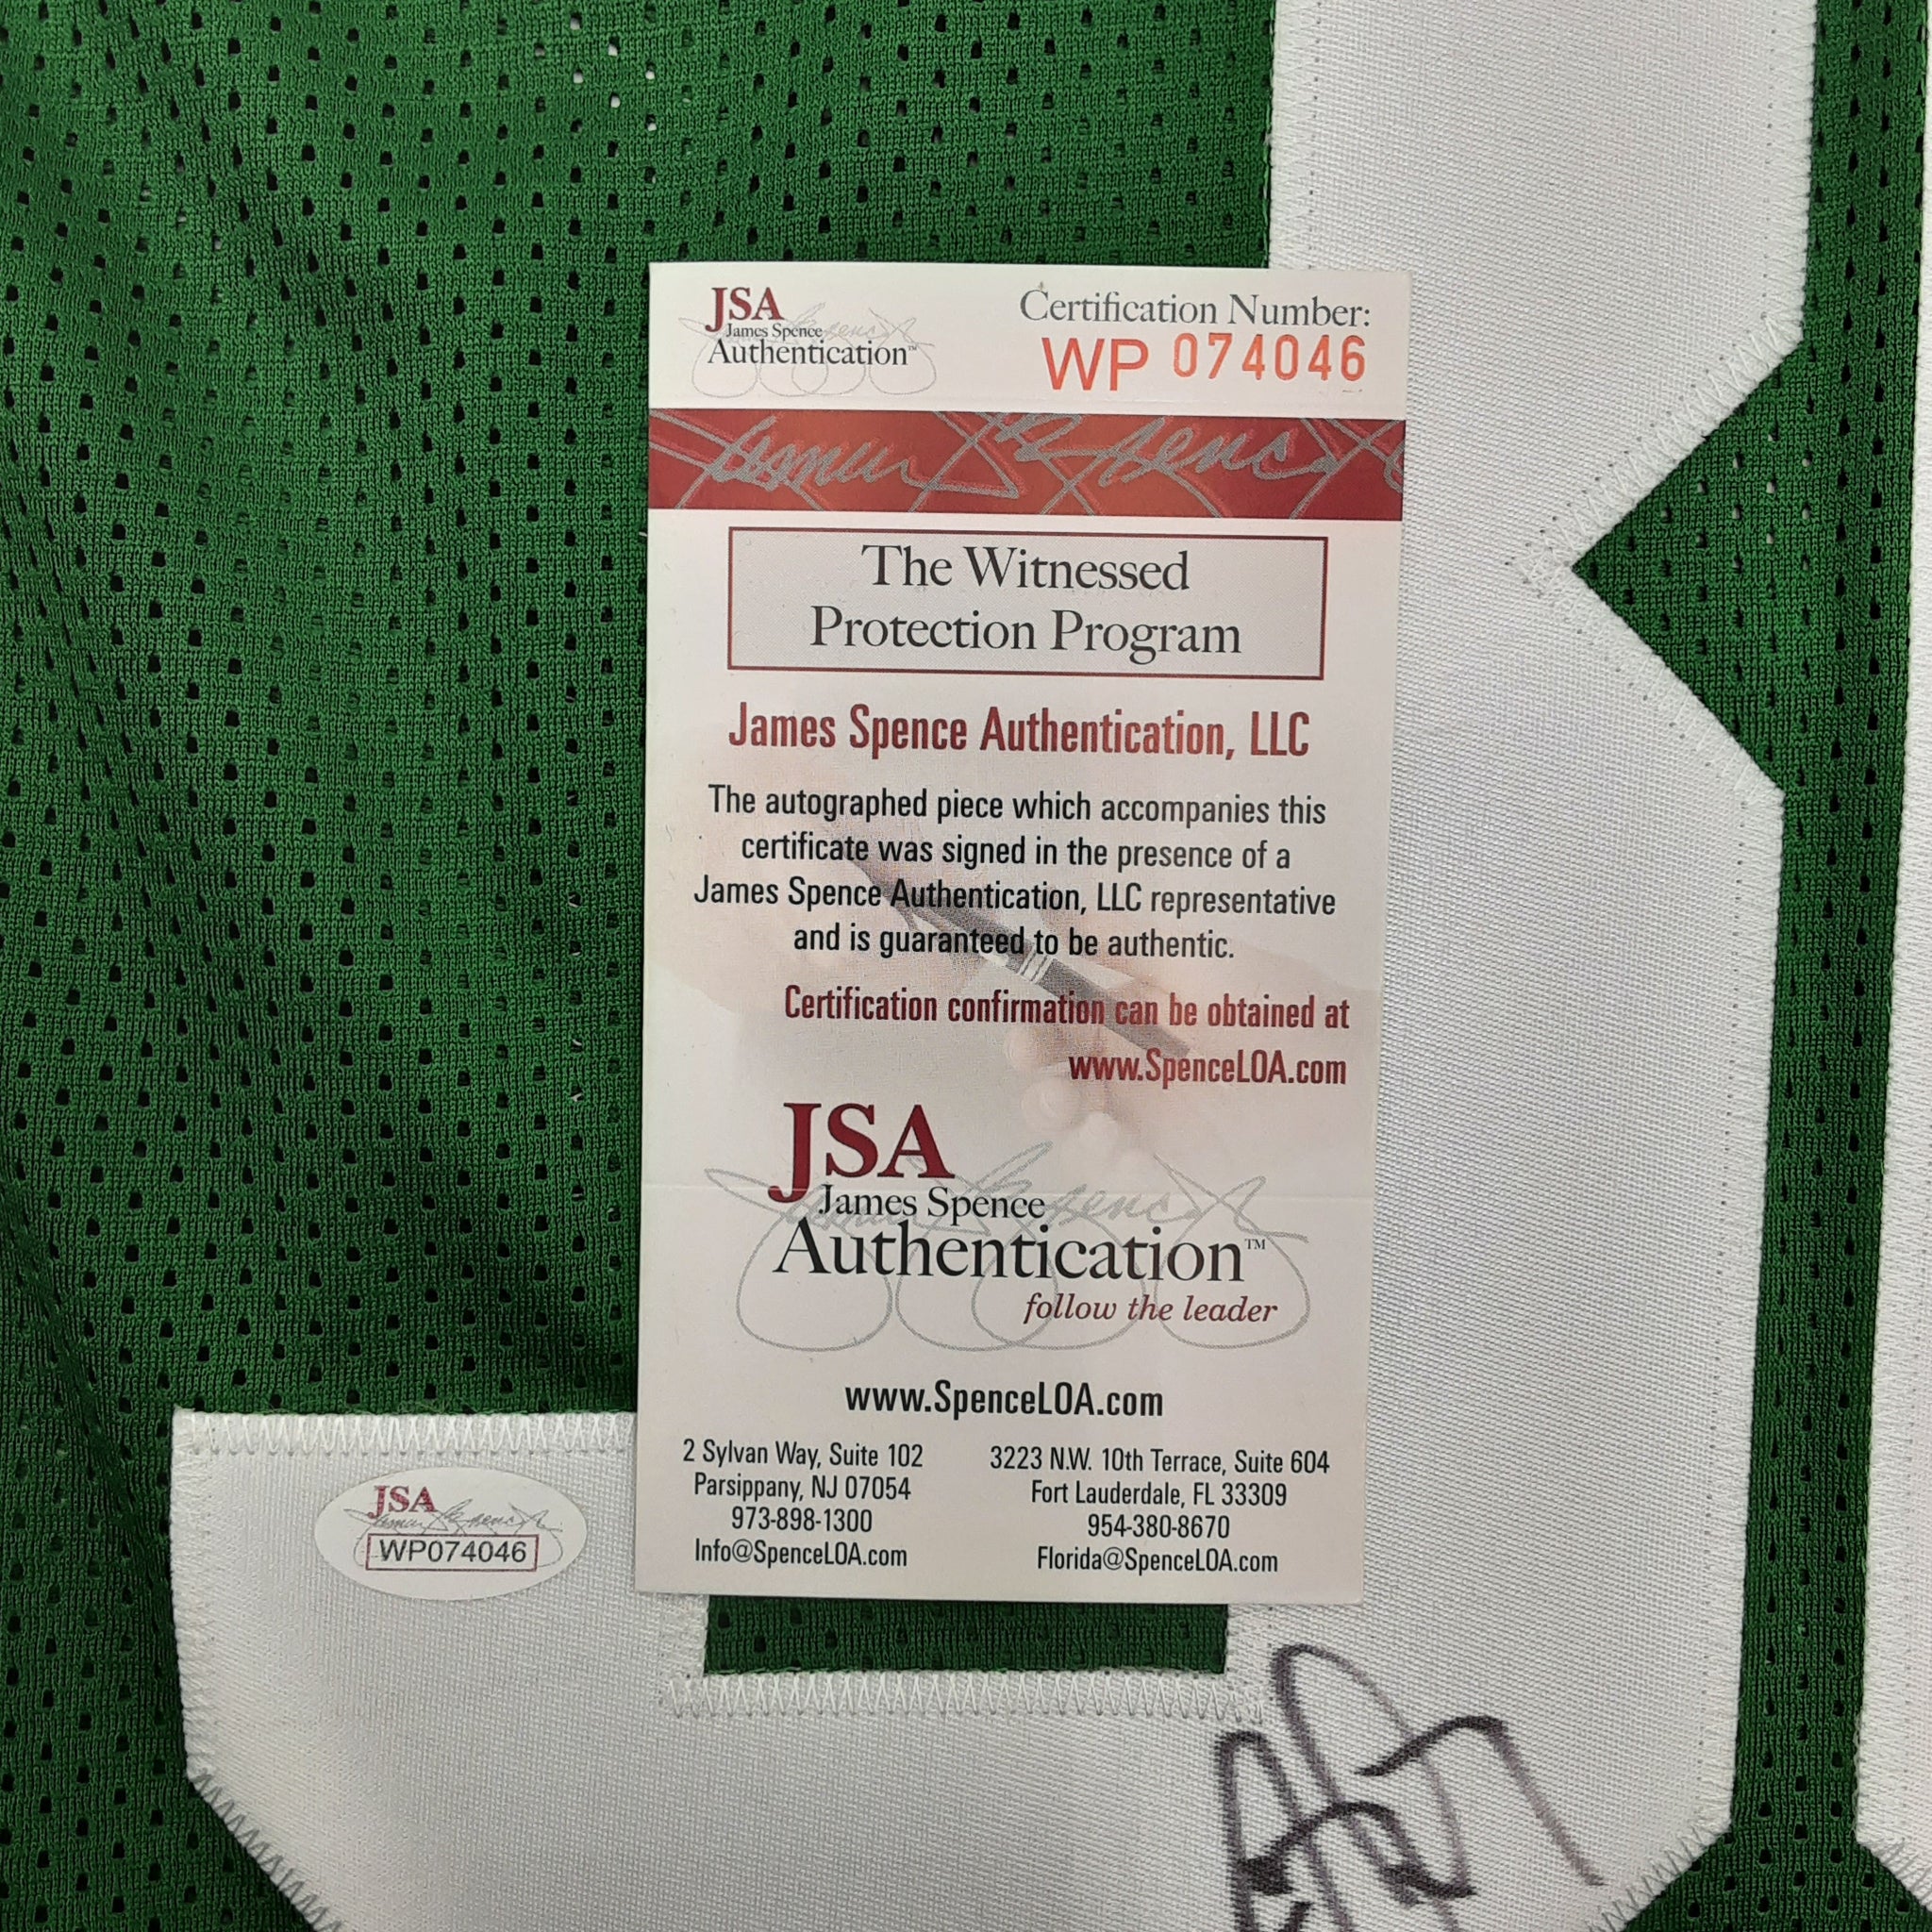 JSA
James Spence
Authentication™
Certification Number:
WP 074046
The Witnessed
Protection Program
James Spence Authentication, LLC
The autographed piece which accompanies this
certificate was signed in the presence of a
James Spence Authentication, LLC representative
and is guaranteed to be authentic.
Certification confirmation can be obtained at
www.SpenceLOA.com
JSA
James Spence
Authentication™
follow the leader
www.SpenceLOA.com
2 Sylvan Way, Suite 102
Parsippany, NJ 07054
973-898-1300
Info@SpenceLOA.com
3223 N.W. 10th Terrace, Suite 604
Fort Lauderdale, FL 33309
954-380-8670
Florida@SpenceLOA.com
JSA
WP074046